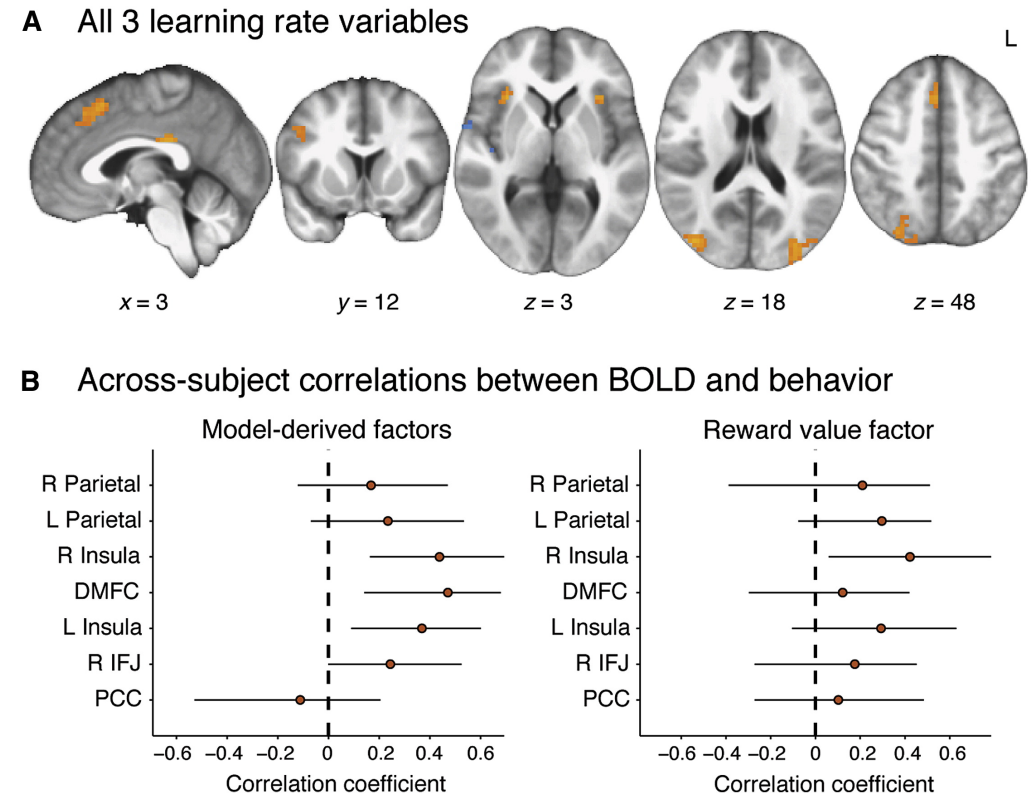 A All 3 learning rate variables
L
x = 3 y = 12 z = 3 z = 18 z = 48
B Across-subject correlations between BOLD and behavior
Model-derived factors
R Parietal
L Parietal
R Insula
DMFC
L Insula
R IFJ
PCC
−0.6 −0.4 −0.2 0 0.2 0.4 0.6
Correlation coefficient
Reward value factor
R Parietal
L Parietal
R Insula
DMFC
L Insula
R IFJ
PCC
−0.6 −0.4 −0.2 0 0.2 0.4 0.6
Correlation coefficient